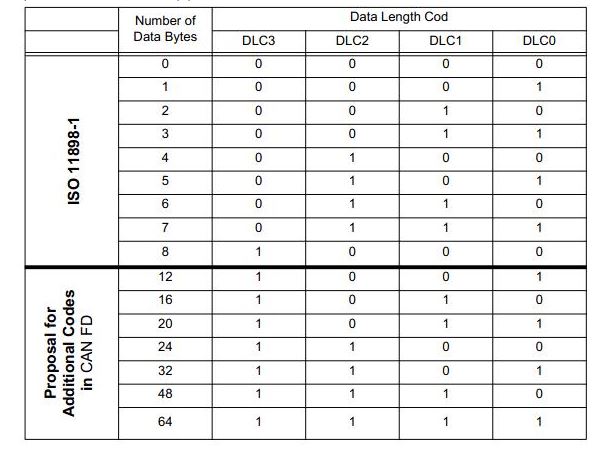 Number of
Data Bytes
Data Length Cod
DLC3 DLC2 DLC1 DLC0
ISO 11898-1
0 0 0 0 0
1 0 0 0 1
2 0 0 1 0
3 0 0 1 1
4 0 1 0 0
5 0 1 0 1
6 0 1 1 0
7 0 1 1 1
8 1 0 0 0
Proposal for
Additional Codes
in CAN FD
12 1 0 0 1
16 1 0 1 0
20 1 0 1 1
24 1 1 0 0
32 1 1 0 1
48 1 1 1 0
64 1 1 1 1